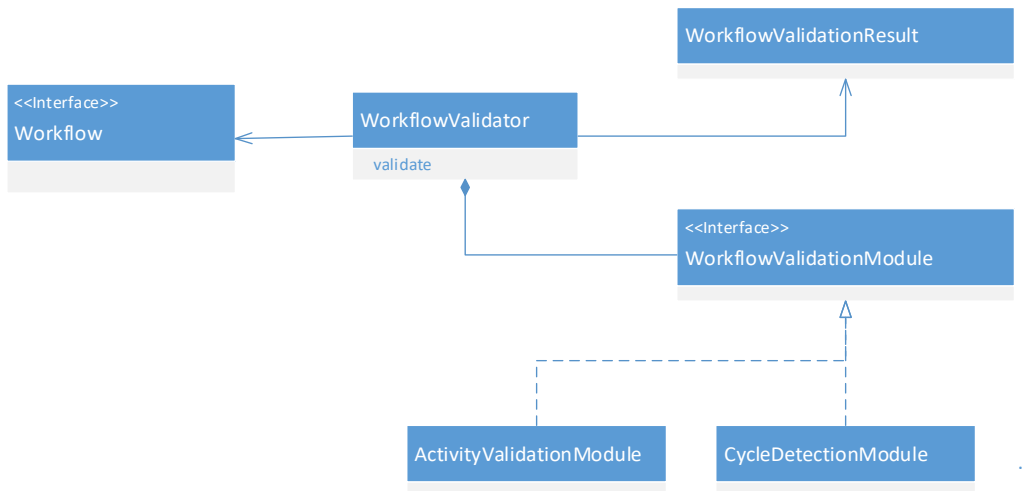 WorkflowValidationResult
<<Interface>>
Workflow
WorkflowValidator
validate
<<Interface>>
WorkflowValidationModule
ActivityValidationModule
CycleDetectionModule
.